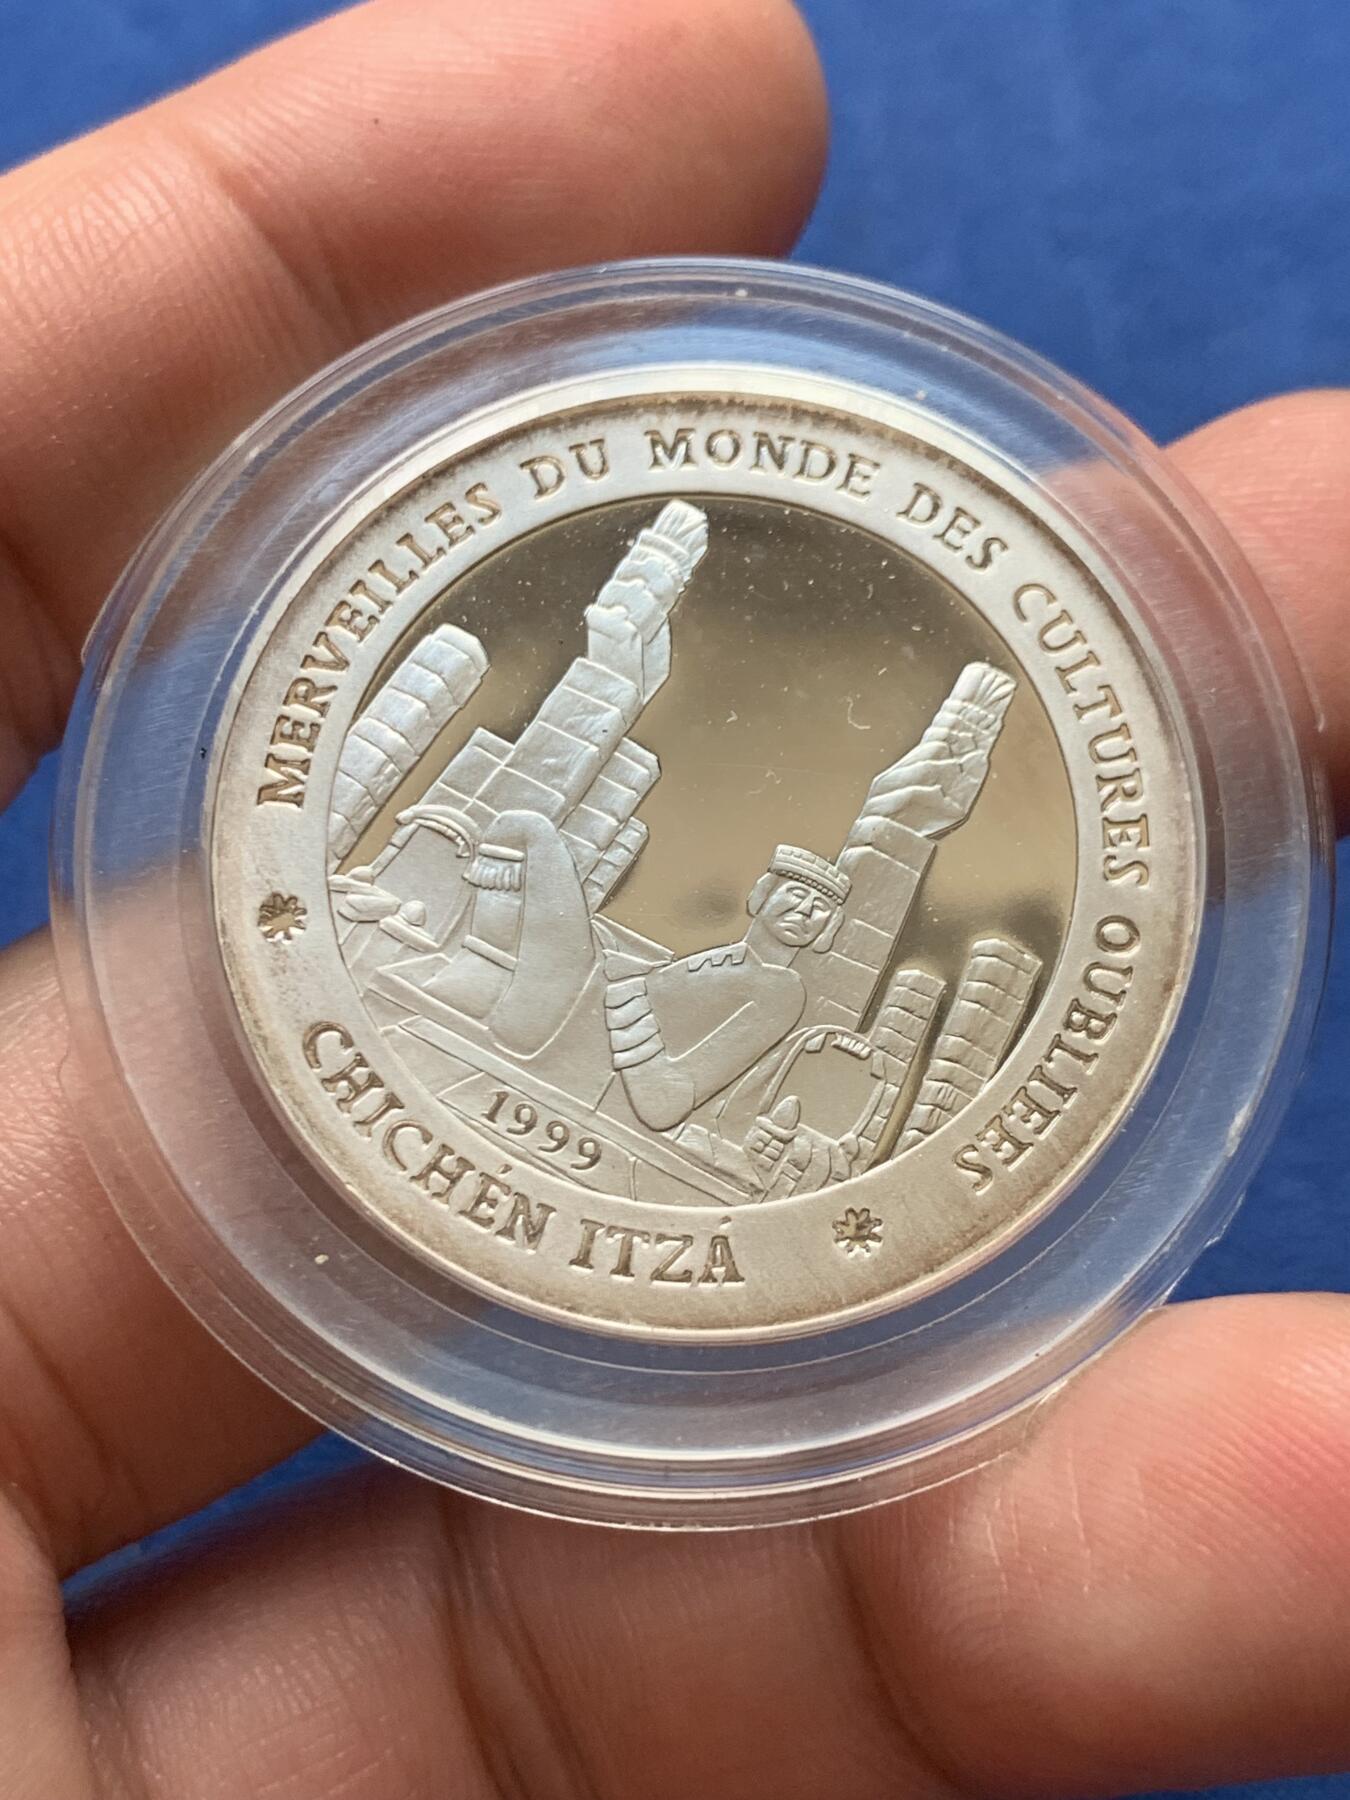 MERVEILLES DU MONDE DES CULTURES OUBLIEES
1999
CHICHÉN ITZÁ